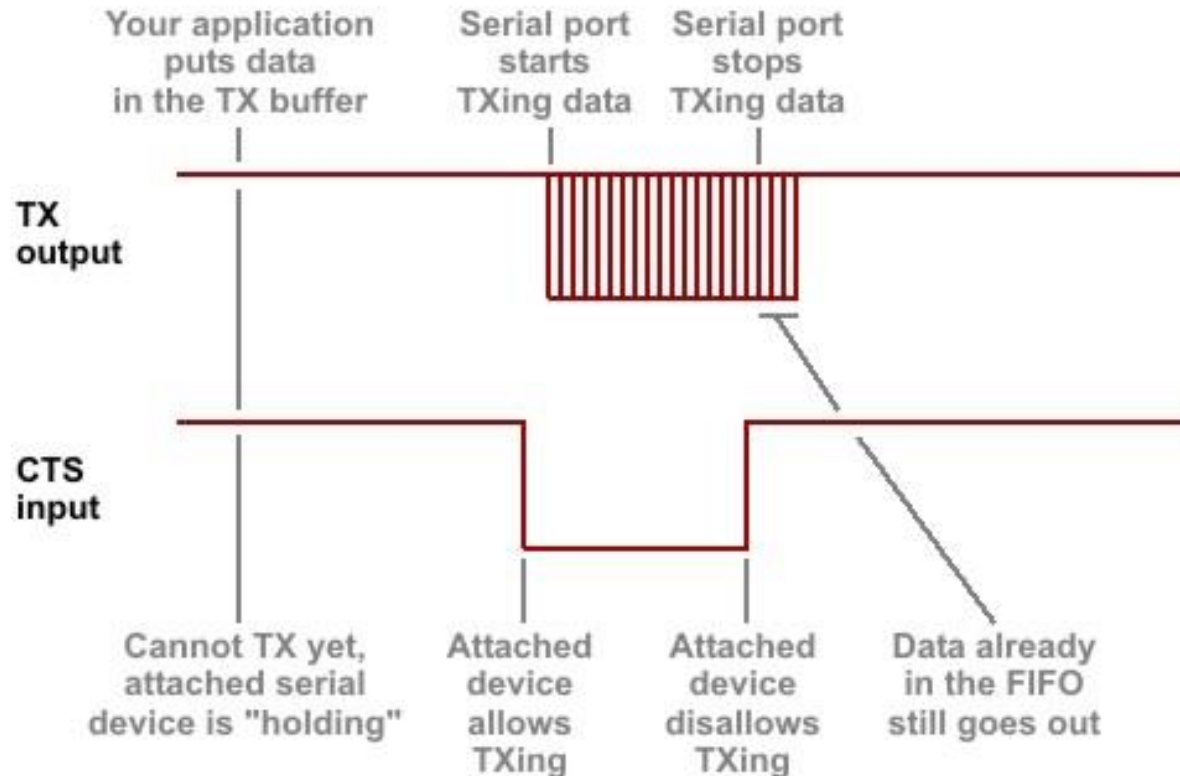 Your application
puts data
in the TX buffer
Serial port
starts
TXing data
Serial port
stops
TXing data
TX
output
CTS
input
Cannot TX yet,
attached serial
device is "holding"
Attached
device
allows
TXing
Attached
device
disallows
TXing
Data already
in the FIFO
still goes out